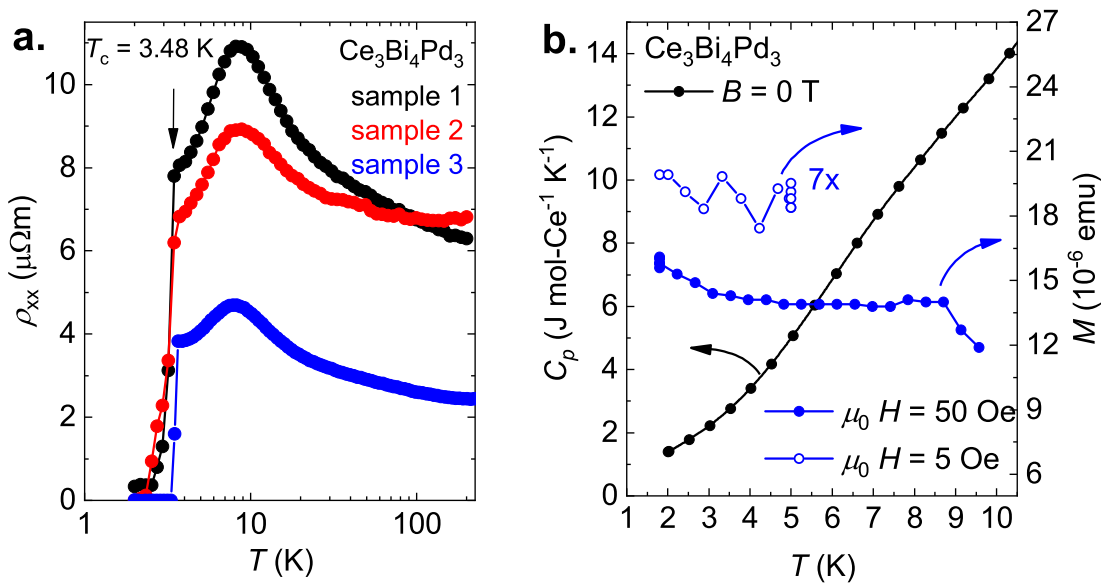 a.
T_c = 3.48 K
Ce₃Bi₄Pd₃
sample 1
sample 2
sample 3
10
8
6
4
2
0
ρ_xx (μΩm)
1
10
100
T (K)
b.
Ce₃Bi₄Pd₃
B = 0 T
7x
μ₀ H = 50 Oe
μ₀ H = 5 Oe
14
12
10
8
6
4
2
0
C_p (J mol-Ce⁻¹ K⁻¹)
27
24
21
18
15
12
9
6
M (10⁻⁶ emu)
1 2 3 4 5 6 7 8 9 10
T (K)